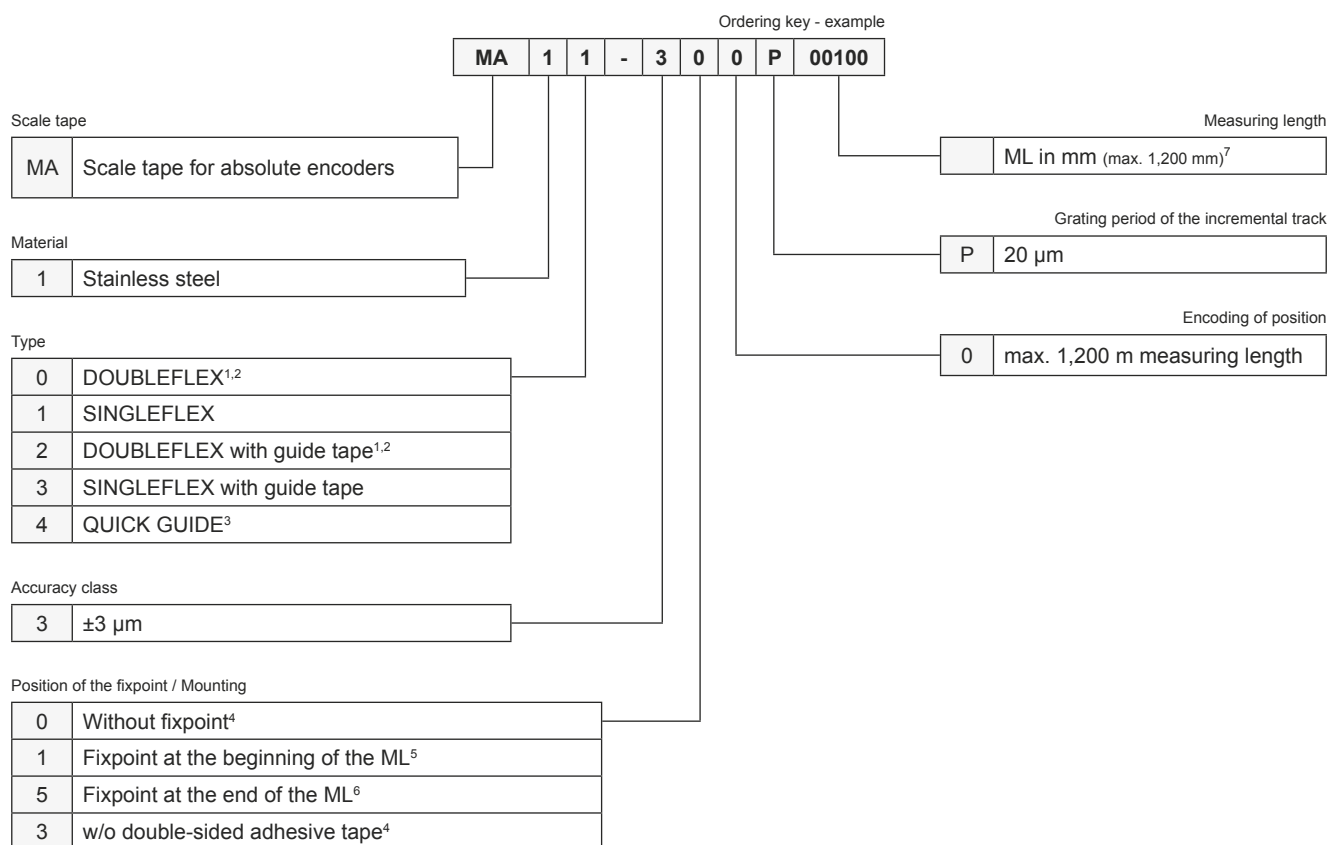 Ordering key - example
MA 1 1 - 3 0 0 P 00100
Scale tape
MA Scale tape for absolute encoders
Material
1 Stainless steel
Type
0 DOUBLEFLEX1,2
1 SINGLEFLEX
2 DOUBLEFLEX with guide tape1,2
3 SINGLEFLEX with guide tape
4 QUICK GUIDE3
Accuracy class
3 ±3 µm
Position of the fixpoint / Mounting
0 Without fixpoint4
1 Fixpoint at the beginning of the ML5
5 Fixpoint at the end of the ML6
3 w/o double-sided adhesive tape4
Measuring length
ML in mm (max. 1,200 mm)7
Grating period of the incremental track
P 20 µm
Encoding of position
0 max. 1,200 m measuring length